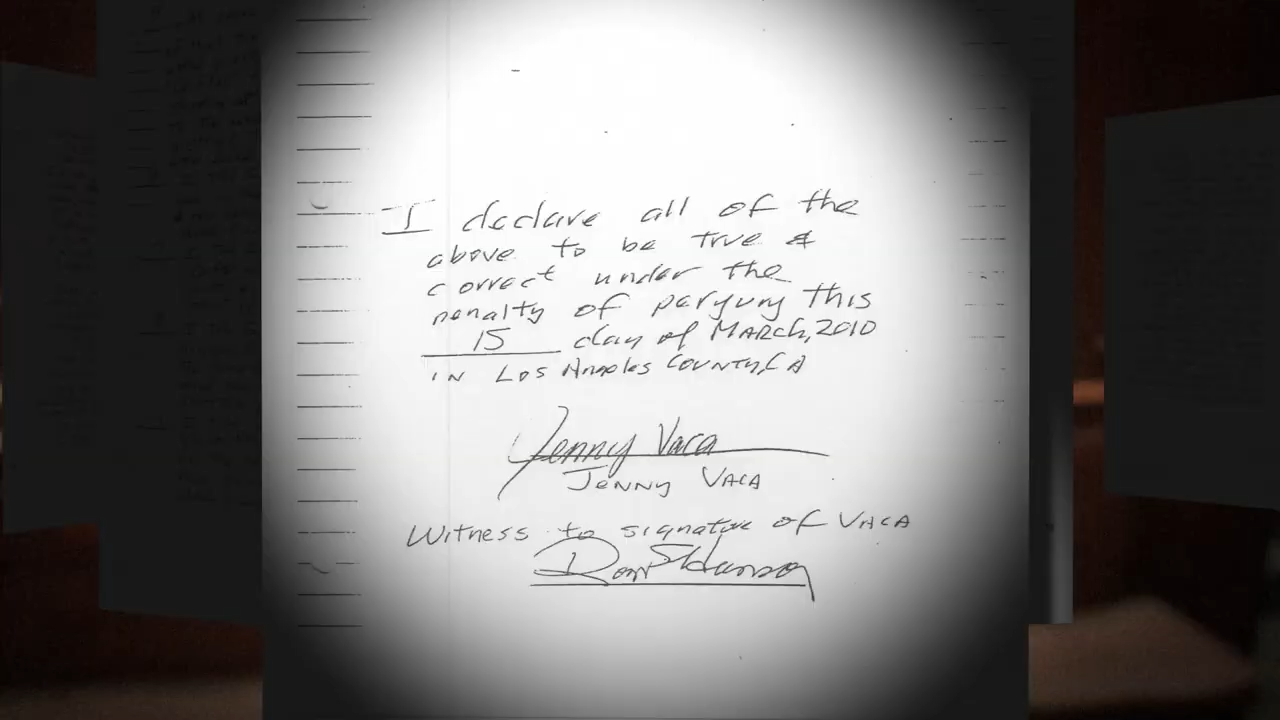 I declare all of the
above to be true &
correct under the
penalty of peryury this
15 day of MARCH, 2010
IN LOS ANGELES COUNTY, CA
Jenny Vaca
JENNY VACA
Witness to signature of VACA